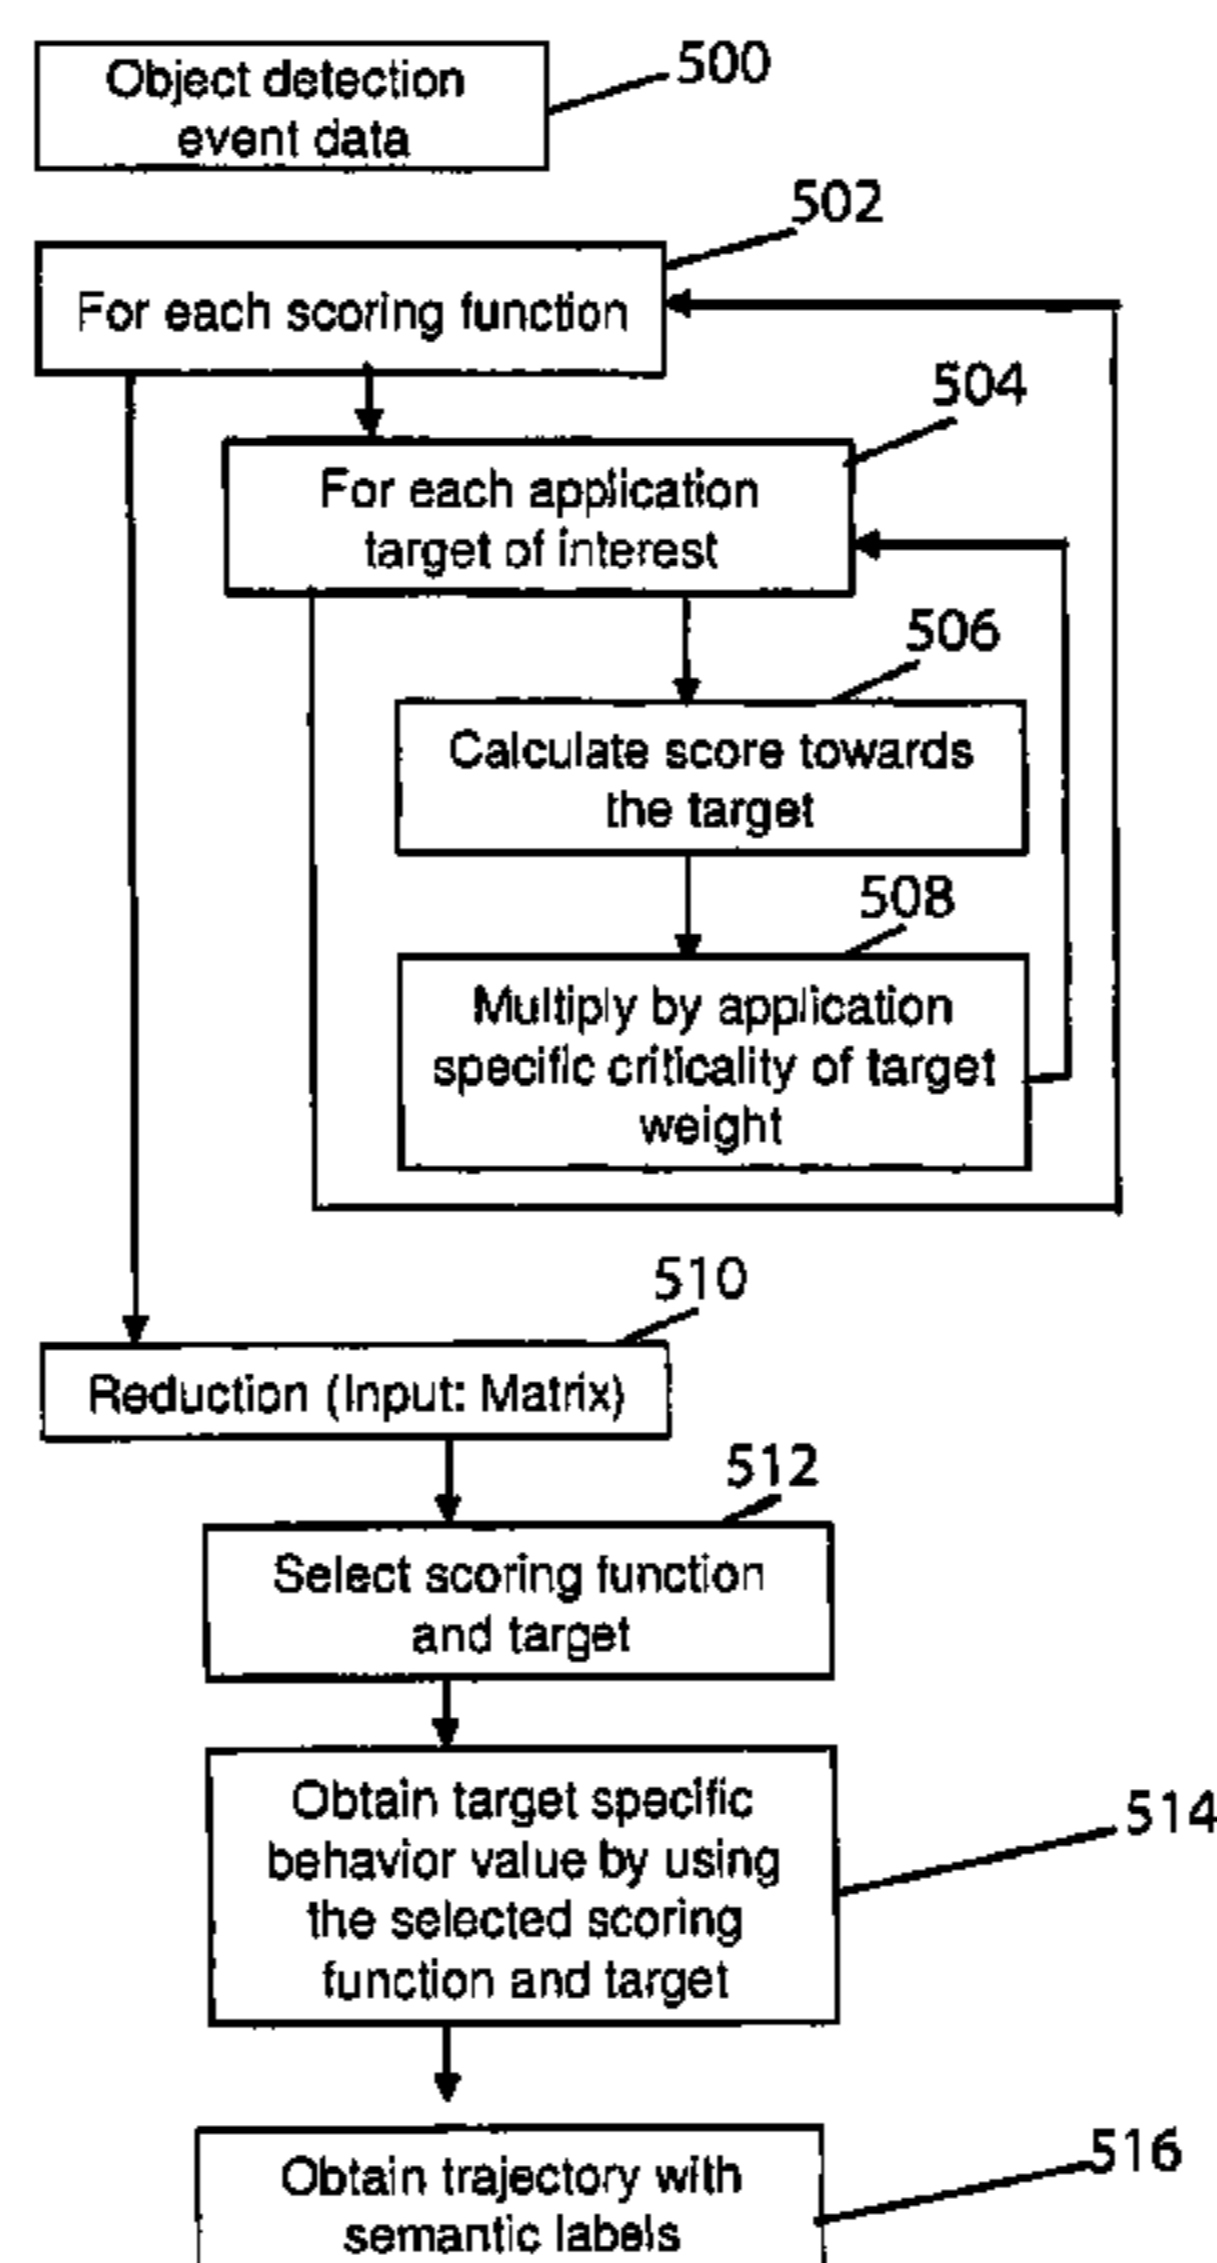 Object detection
event data
500
502
For each scoring function
504
For each application
target of interest
506
Calculate score towards
the target
508
Multiply by application
specific criticality of target
weight
510
Reduction (Input: Matrix)
512
Select scoring function
and target
514
Obtain target specific
behavior value by using
the selected scoring
function and target
516
Obtain trajectory with
semantic labels